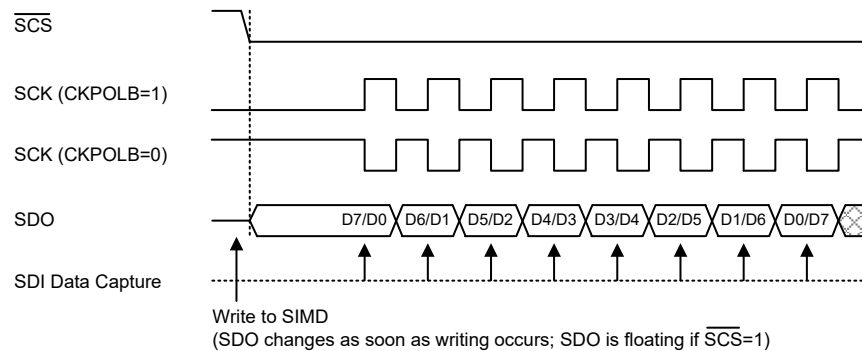 S̅C̅S̅
SCK (CKPOLB=1)
SCK (CKPOLB=0)
SDO D7/D0 D6/D1 D5/D2 D4/D3 D3/D4 D2/D5 D1/D6 D0/D7
SDI Data Capture
Write to SIMD
(SDO changes as soon as writing occurs; SDO is floating if S̅C̅S̅=1)